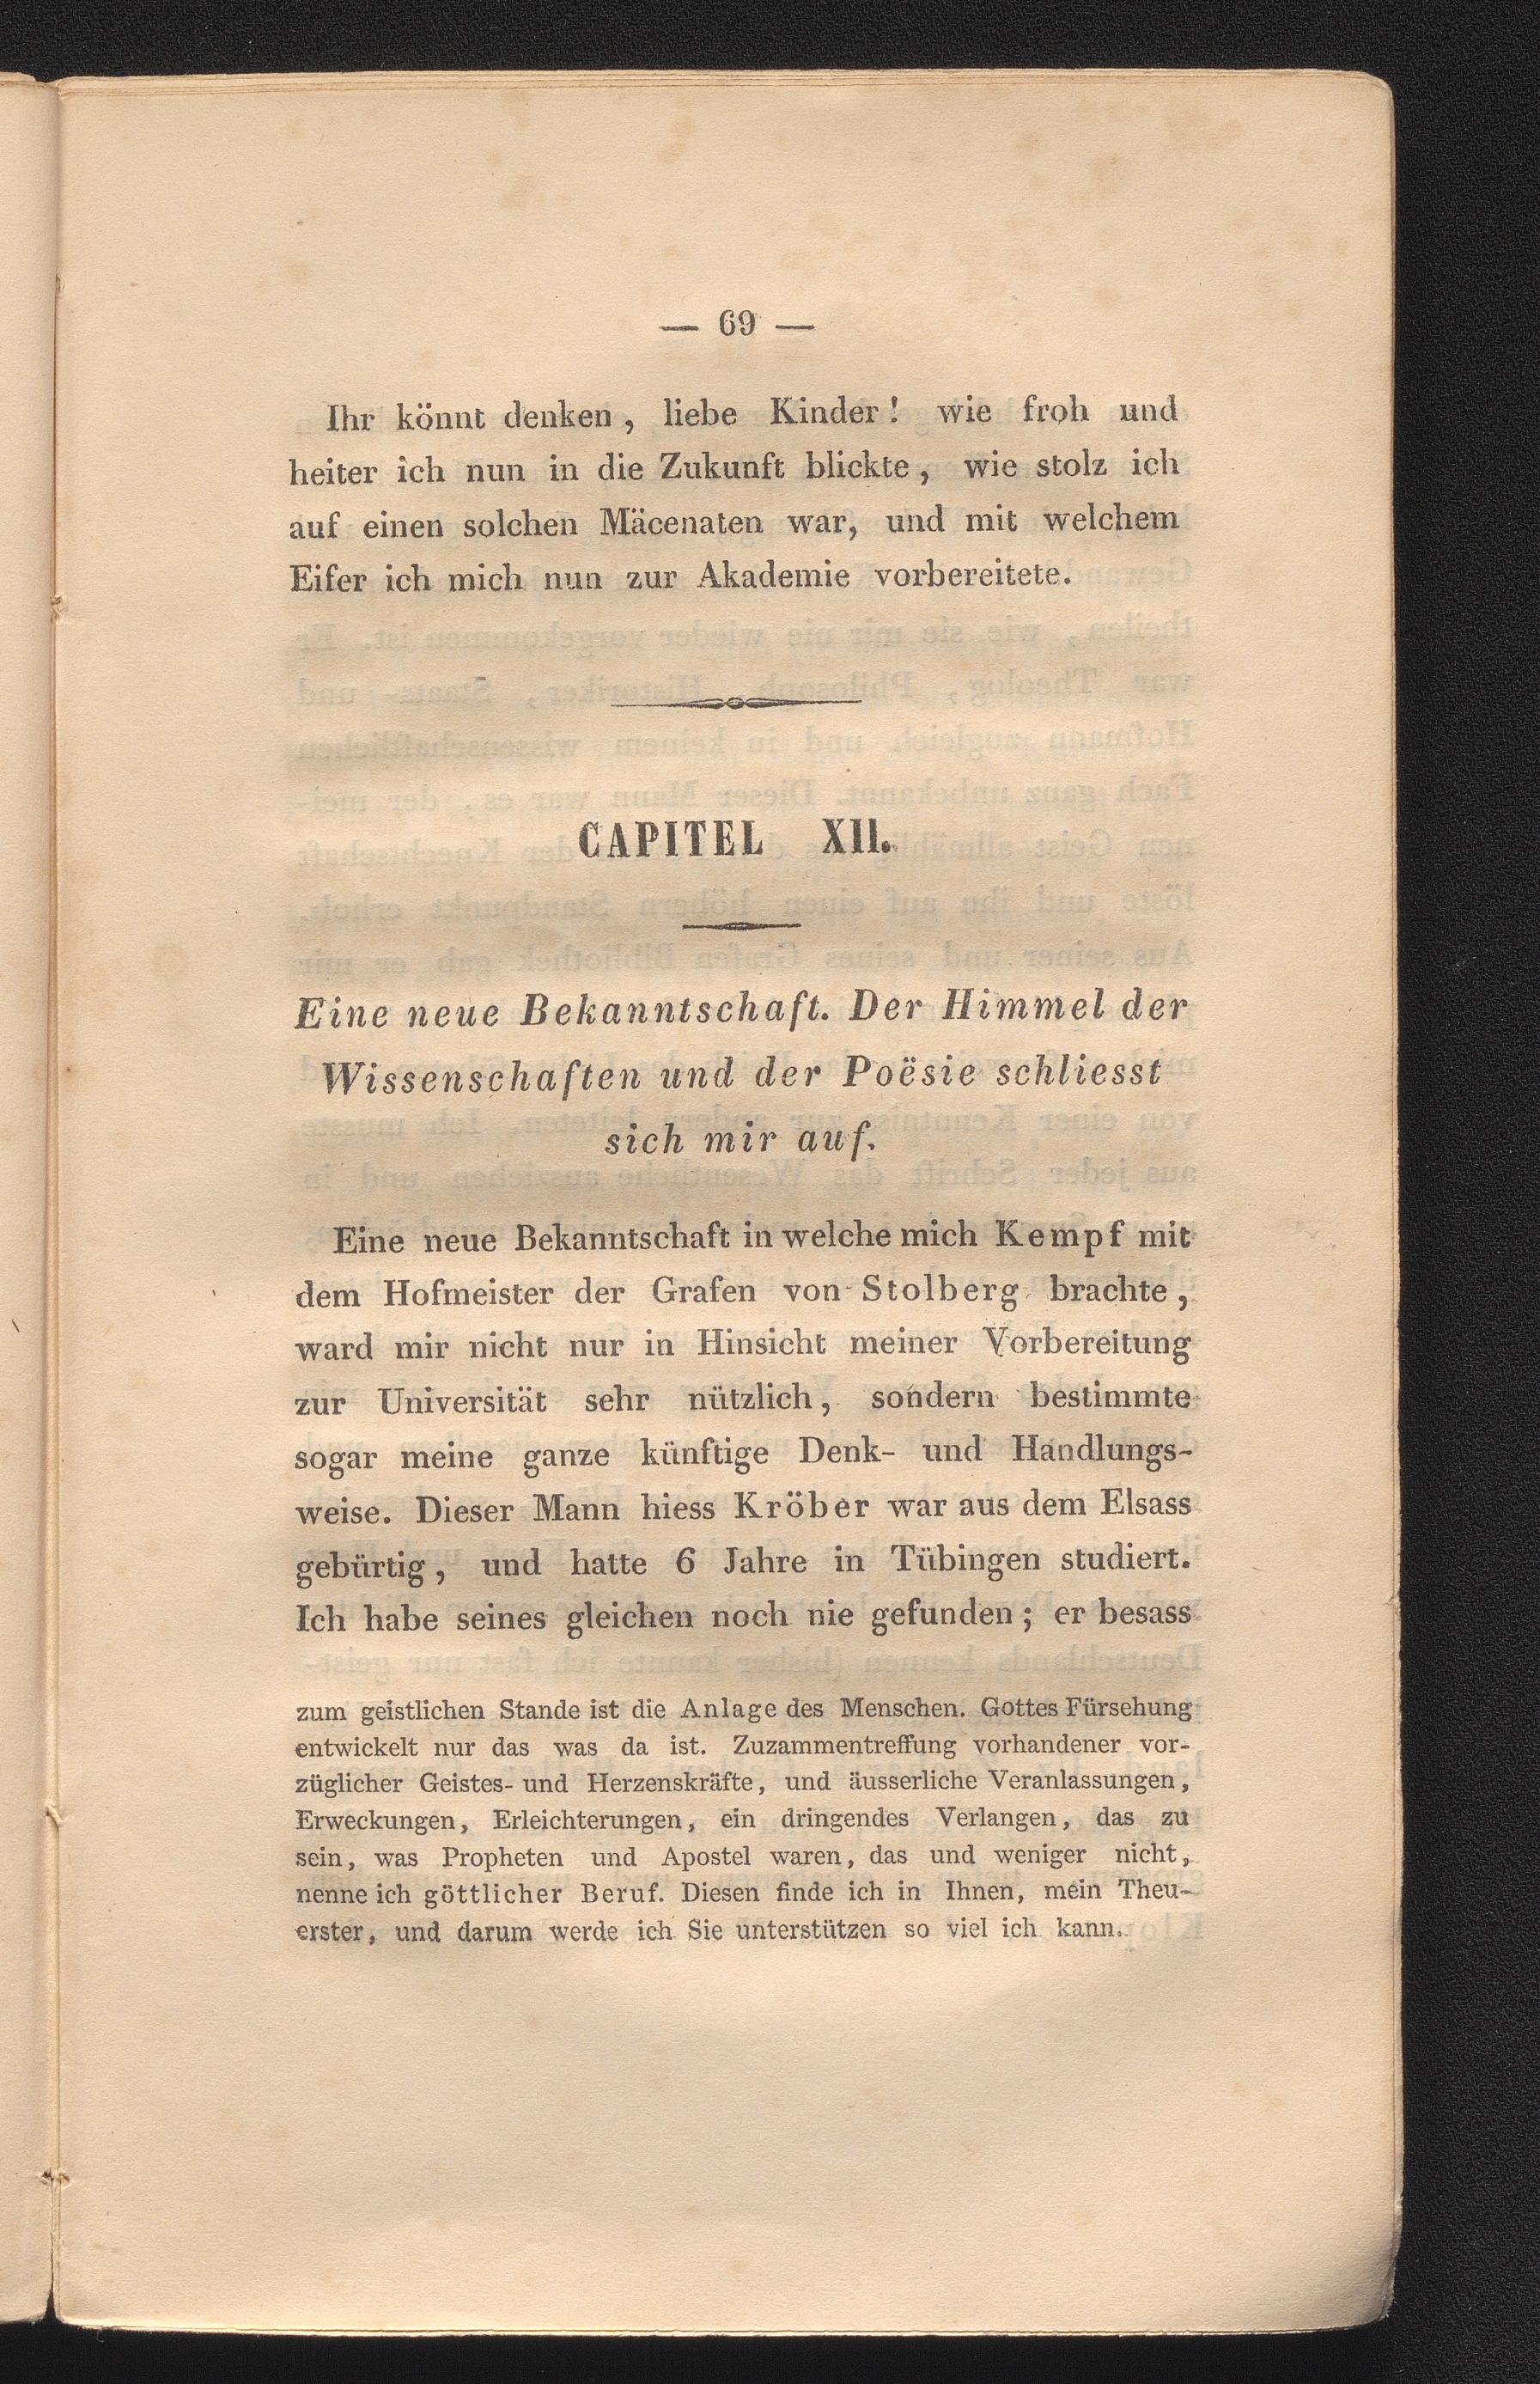 — 69 —
Ihr könnt denken, liebe Kinder! wie froh und
heiter ich nun in die Zukunft blickte, wie stolz ich
auf einen solchen Mäcenaten war, und mit welchem
Eifer ich mich nun zur Akademie vorbereitete.
CAPITEL XII.
Eine neue Bekanntschaft. Der Himmel der
Wissenschaften und der Poësie schliesst
sich mir auf.
Eine neue Bekanntschaft in welche mich Kempf mit
dem Hofmeister der Grafen von Stolberg brachte,
ward mir nicht nur in Hinsicht meiner Vorbereitung
zur Universität sehr nützlich, sondern bestimmte
sogar meine ganze künftige Denk- und Handlungs-
weise. Dieser Mann hiess Kröber war aus dem Elsass
gebürtig, und hatte 6 Jahre in Tübingen studiert.
Ich habe seines gleichen noch nie gefunden; er besass
zum geistlichen Stande ist die Anlage des Menschen. Gottes Fürsehung
entwickelt nur das was da ist. Zuzammentreffung vorhandener vor-
züglicher Geistes- und Herzenskräfte, und äusserliche Veranlassungen,
Erweckungen, Erleichterungen, ein dringendes Verlangen, das zu
sein, was Propheten und Apostel waren, das und weniger nicht,
nenne ich göttlicher Beruf. Diesen finde ich in Ihnen, mein Theu-
erster, und darum werde ich Sie unterstützen so viel ich kann.